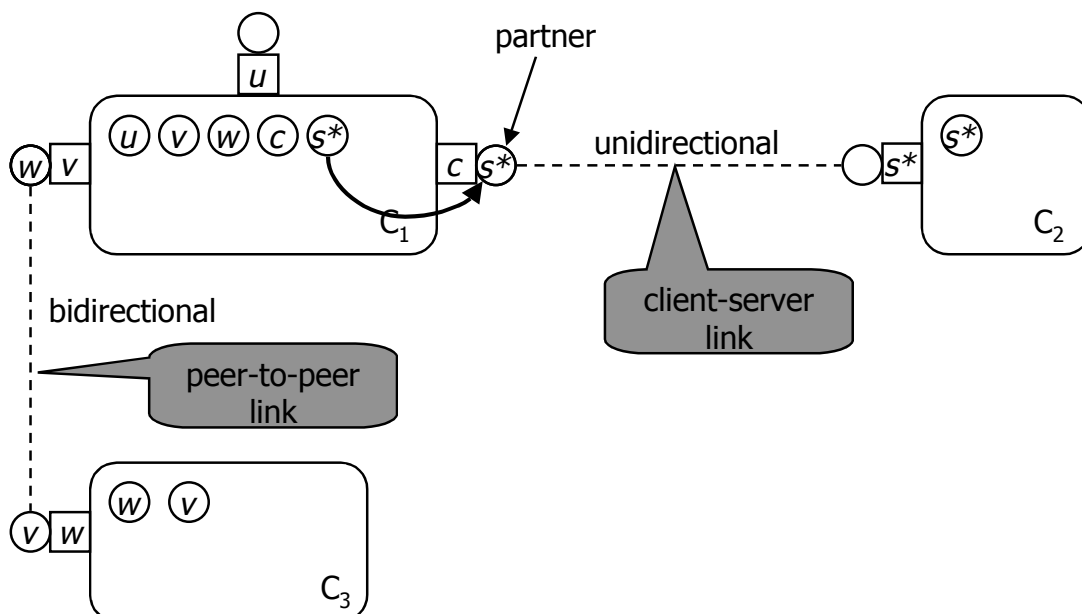 partner
u
u v w c s*
w v
c s*
unidirectional
s*
s*
C1
C2
bidirectional
client-server
link
peer-to-peer
link
w v
v w
C3